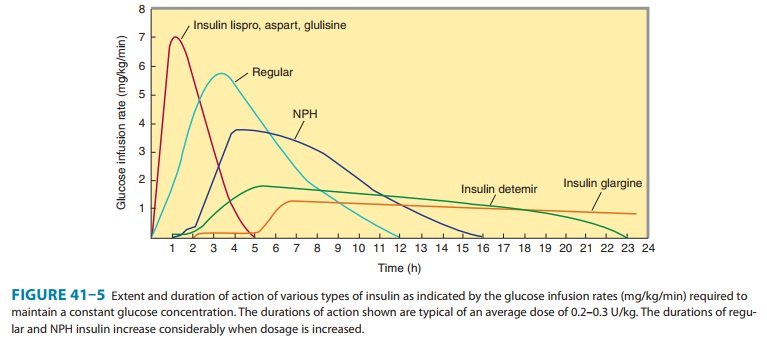 8
Insulin lispro, aspart, glulisine
7
6
Regular
5
NPH
4
3
2
Insulin detemir
Insulin glargine
1
Glucose infusion rate (mg/kg/min)
1 2 3 4 5 6 7 8 9 10 11 12 13 14 15 16 17 18 19 20 21 22 23 24
Time (h)
FIGURE 41–5 Extent and duration of action of various types of insulin as indicated by the glucose infusion rates (mg/kg/min) required to
maintain a constant glucose concentration. The durations of action shown are typical of an average dose of 0.2–0.3 U/kg. The durations of regu-
lar and NPH insulin increase considerably when dosage is increased.